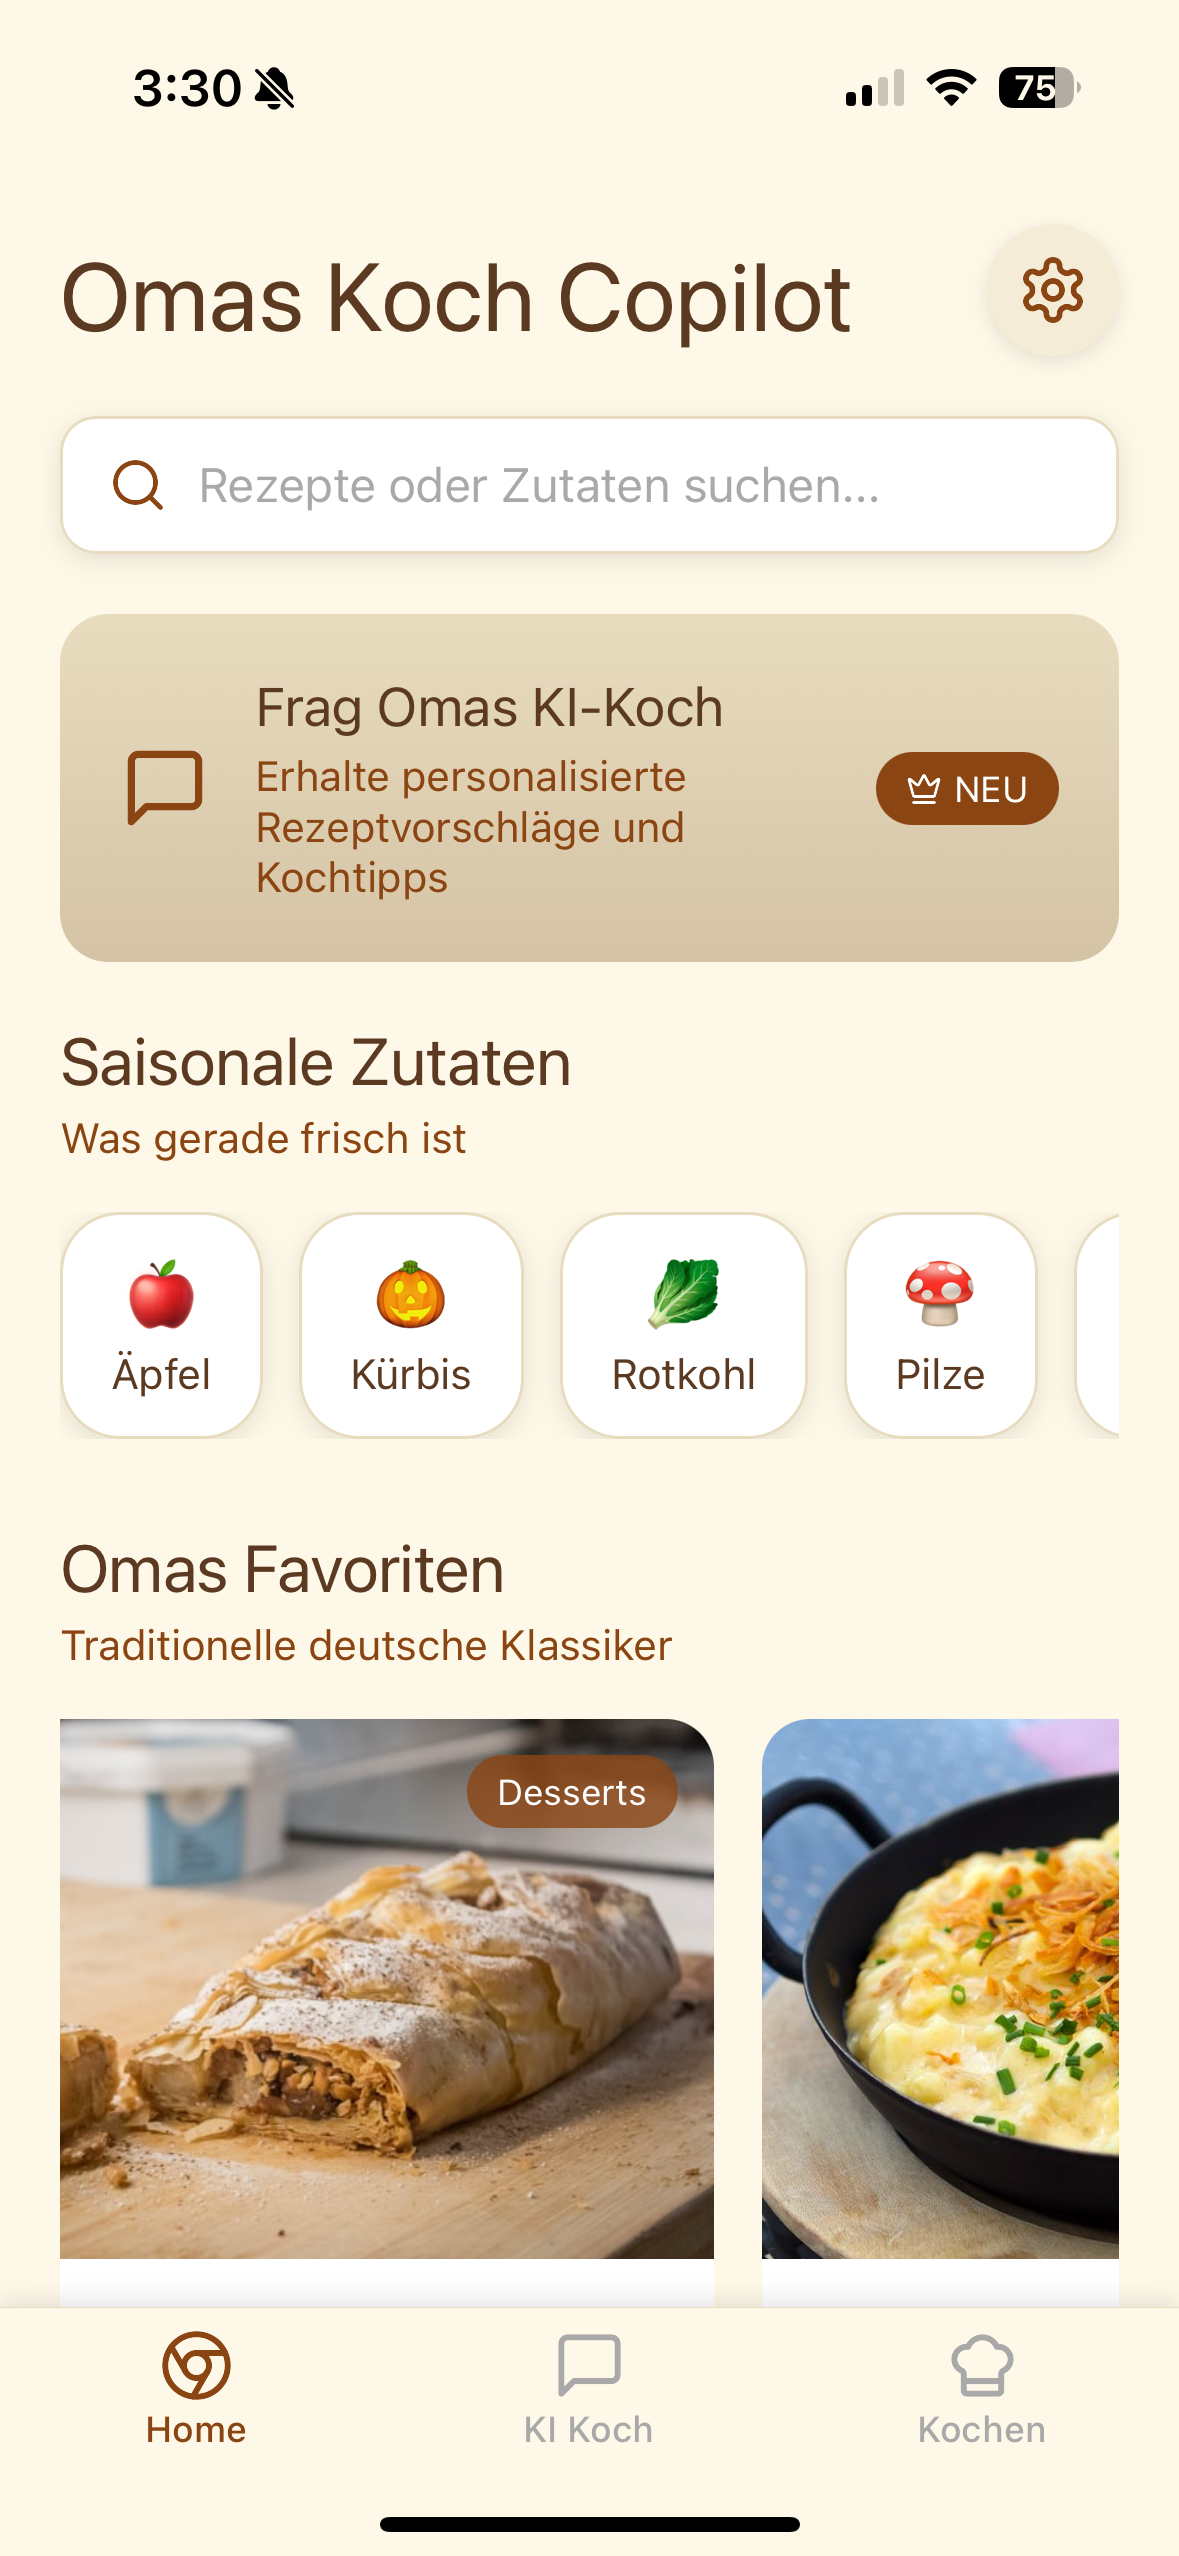 3:30
75
Omas Koch Copilot
Rezepte oder Zutaten suchen...
Frag Omas KI-Koch
Erhalte personalisierte
Rezeptvorschläge und
Kochtipps
NEU
Saisonale Zutaten
Was gerade frisch ist
Äpfel
Kürbis
Rotkohl
Pilze
Omas Favoriten
Traditionelle deutsche Klassiker
Desserts
Home
KI Koch
Kochen